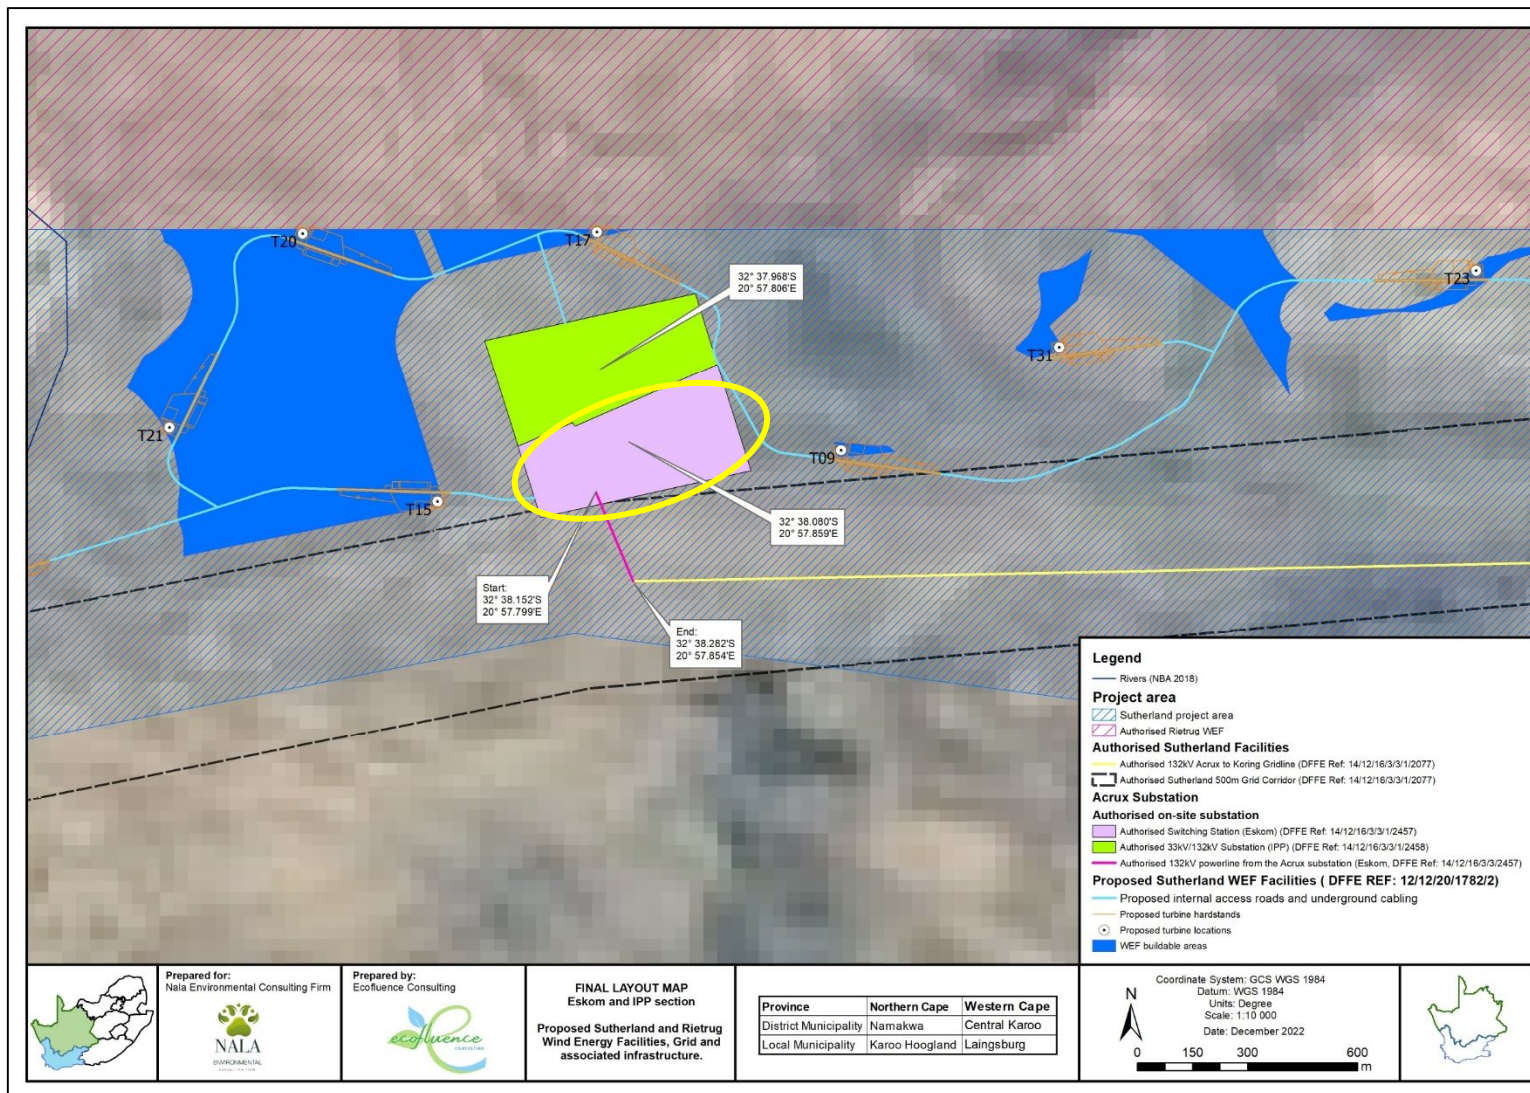 T20
T17
32° 37.968'S
20° 57.806'E
T23
T31
T21
T09
T15
32° 38.080'S
20° 57.859'E
Start:
32° 38.152'S
20° 57.799'E
End:
32° 38.282'S
20° 57.854'E
Legend
Rivers (NBA 2018)
Project area
Sutherland project area
Authorised Rietrug WEF
Authorised Sutherland Facilities
Authorised 132kV Acrux to Koring Gridline (DFFE Ref: 14/12/16/3/3/1/2077)
Authorised Sutherland 500m Grid Corridor (DFFE Ref: 14/12/16/3/3/1/2077)
Acrux Substation
Authorised on-site substation
Authorised Switching Station (Eskom) (DFFE Ref: 14/12/16/3/3/1/2457)
Authorised 33kV/132kV Substation (IPP) (DFFE Ref: 14/12/16/3/3/1/2458)
Authorised 132kV powerline from the Acrux substation (Eskom, DFFE Ref: 14/12/16/3/3/2457)
Proposed Sutherland WEF Facilities ( DFFE REF: 12/12/20/1782/2)
Proposed internal access roads and underground cabling
Proposed turbine hardstands
Proposed turbine locations
WEF buildable areas
Prepared for:
Nala Environmental Consulting Firm
NALA
ENVIRONMENTAL
Prepared by:
Ecofluence Consulting
ecofluence
CONSULTING
FINAL LAYOUT MAP
Eskom and IPP section
Proposed Sutherland and Rietrug
Wind Energy Facilities, Grid and
associated infrastructure.
Province Northern Cape Western Cape
District Municipality Namakwa Central Karoo
Local Municipality Karoo Hoogland Laingsburg
Coordinate System: GCS WGS 1984
Datum: WGS 1984
Units: Degree
Scale: 1:10 000
Date: December 2022
N
0 150 300 600
m